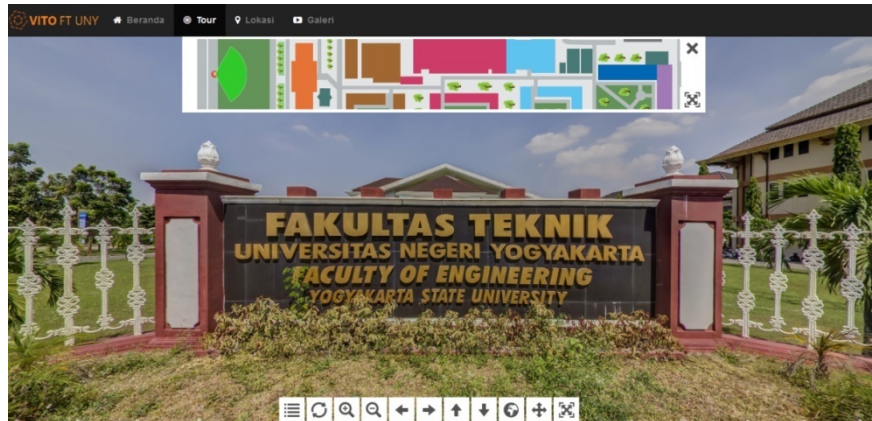 VITO FT UNY Beranda Tour Lokasi Galeri
FAKULTAS TEKNIK
UNIVERSITAS NEGERI YOGYAKARTA
FACULTY OF ENGINEERING
YOGYAKARTA STATE UNIVERSITY